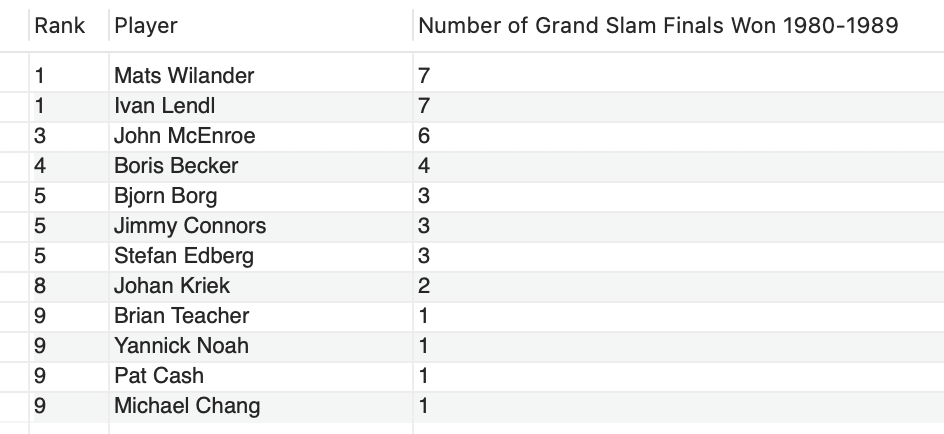 Rank Player Number of Grand Slam Finals Won 1980-1989
1 Mats Wilander 7
1 Ivan Lendl 7
3 John McEnroe 6
4 Boris Becker 4
5 Bjorn Borg 3
5 Jimmy Connors 3
5 Stefan Edberg 3
8 Johan Kriek 2
9 Brian Teacher 1
9 Yannick Noah 1
9 Pat Cash 1
9 Michael Chang 1